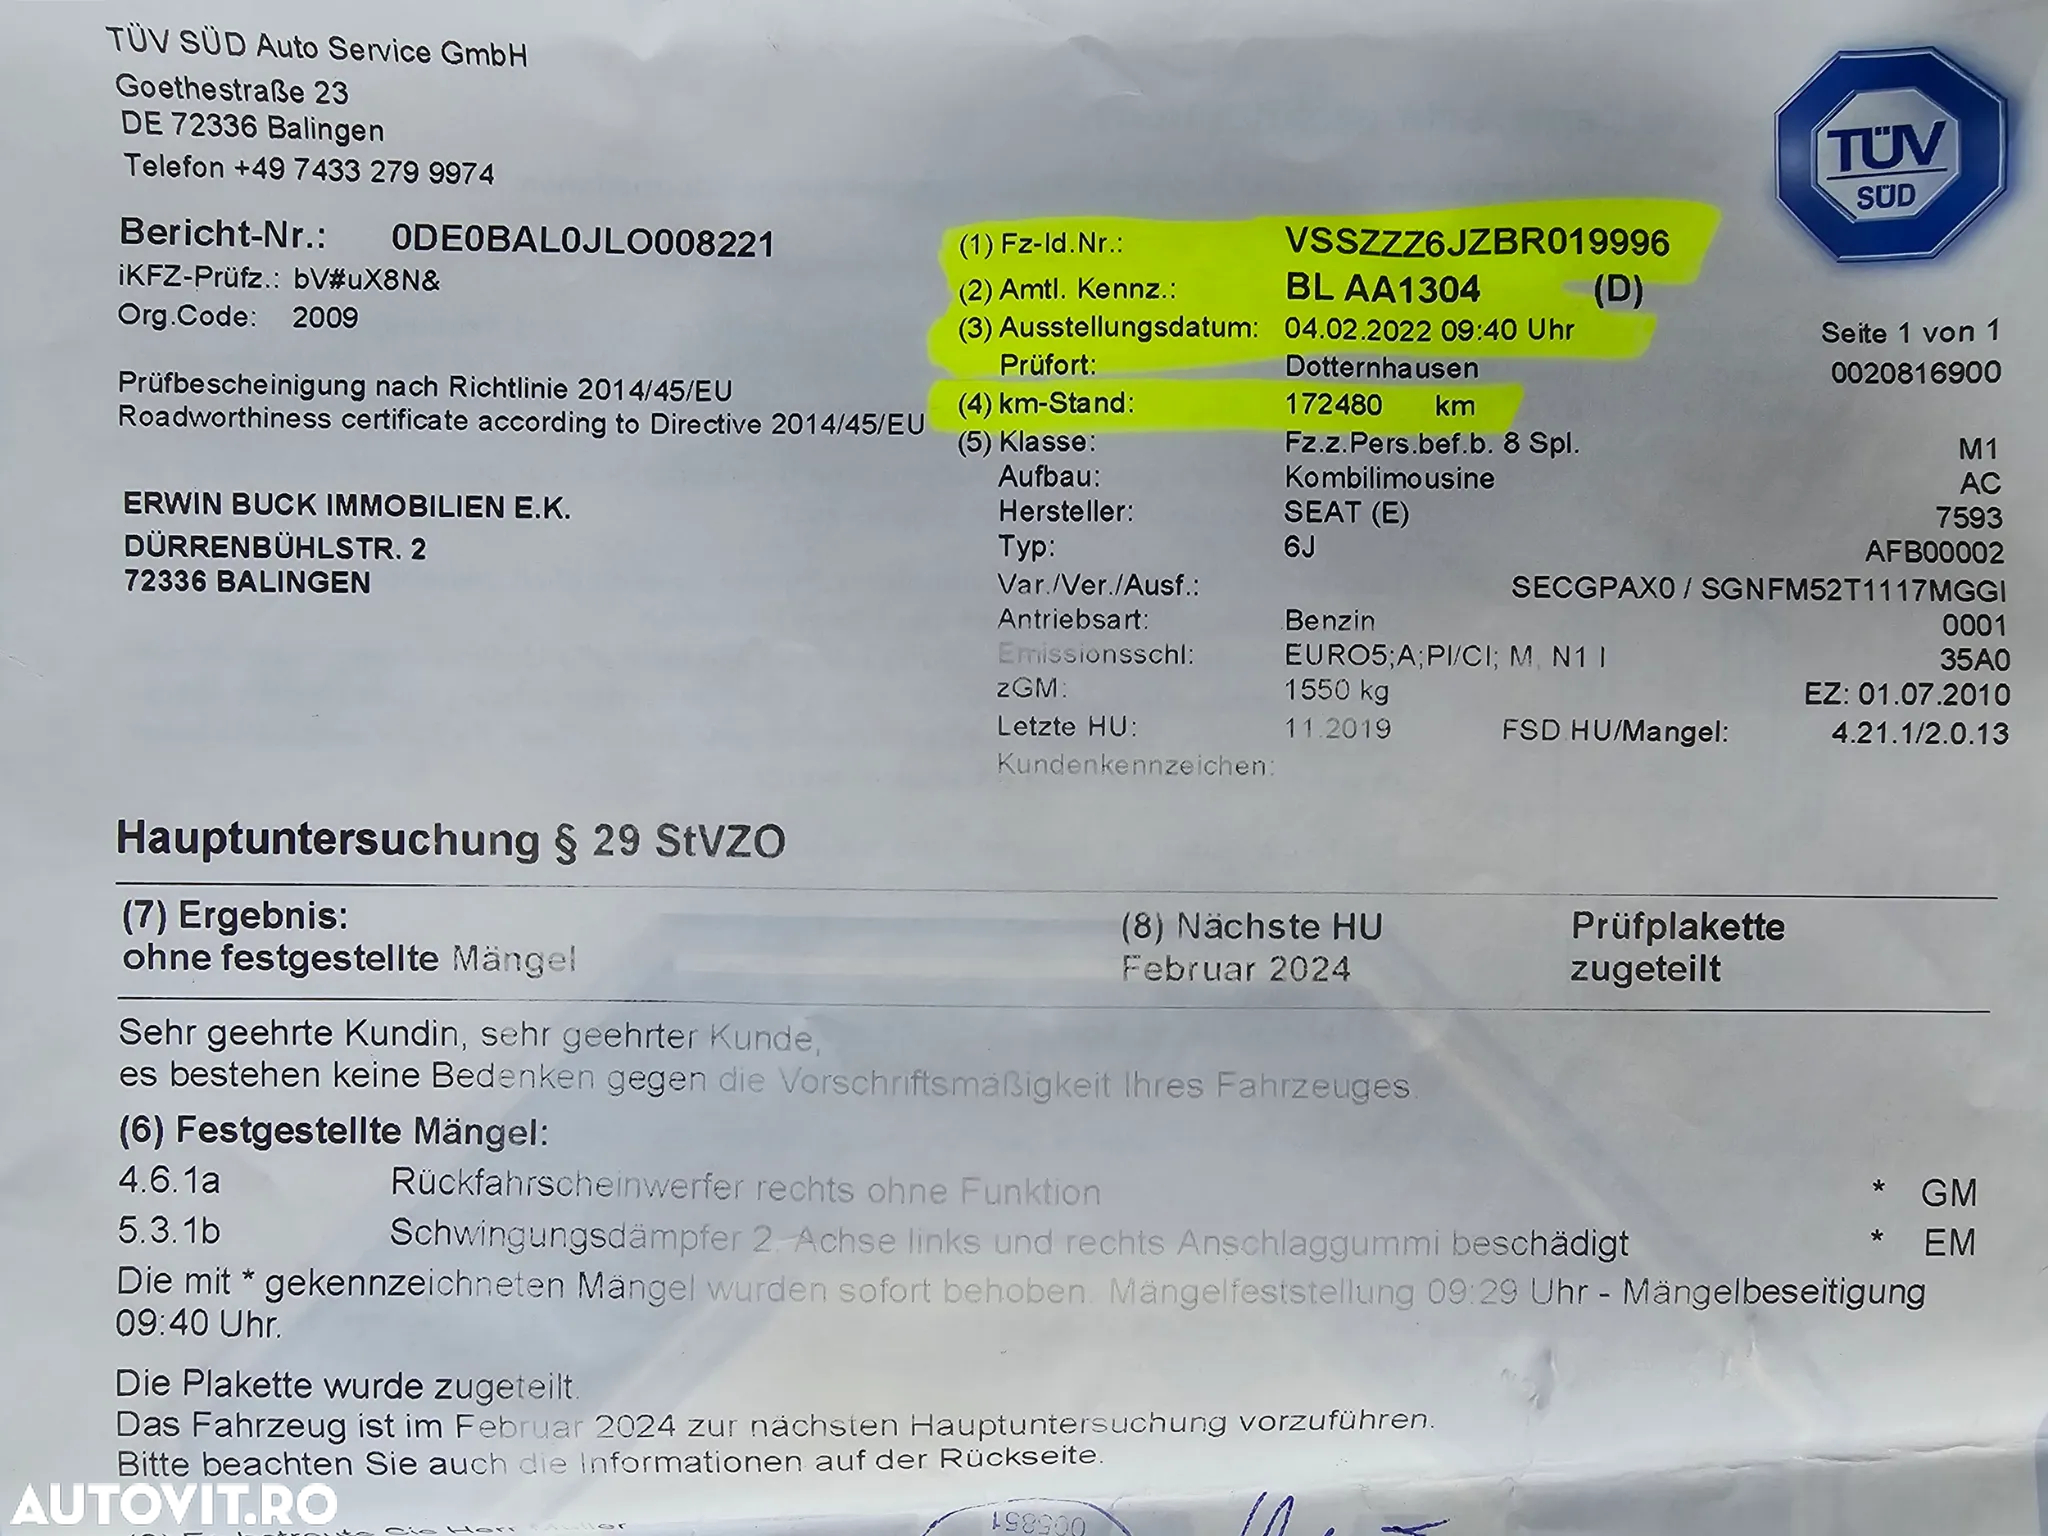 TÜV SÜD Auto Service GmbH
Goethestraße 23
DE 72336 Balingen
Telefon +49 7433 279 9974
TÜV
SÜD
Bericht-Nr.: 0DE0BAL0JLO008221
iKFZ-Prüfz.: bV#uX8N&
Org.Code: 2009
Prüfbescheinigung nach Richtlinie 2014/45/EU
Roadworthiness certificate according to Directive 2014/45/EU
ERWIN BUCK IMMOBILIEN E.K.
DÜRRENBÜHLSTR. 2
72336 BALINGEN
(1) Fz-Id.Nr.: VSSZZZ6JZBR019996
(2) Amtl. Kennz.: BL AA1304 (D)
(3) Ausstellungsdatum: 04.02.2022 09:40 Uhr Seite 1 von 1
Prüfort: Dotternhausen 0020816900
(4) km-Stand: 172480 km
(5) Klasse: Fz.z.Pers.bef.b. 8 Spl. M1
Aufbau: Kombilimousine AC
Hersteller: SEAT (E) 7593
Typ: 6J AFB00002
Var./Ver./Ausf.: SECGPAX0 / SGNFM52T1117MGGI
Antriebsart: Benzin 0001
Emissionsschl: EURO5;A;PI/CI; M, N1 I 35A0
zGM: 1550 kg EZ: 01.07.2010
Letzte HU: 11.2019 FSD HU/Mangel: 4.21.1/2.0.13
Kundenkennzeichen:
Hauptuntersuchung § 29 StVZO
(7) Ergebnis: (8) Nächste HU Prüfplakette
ohne festgestellte Mängel Februar 2024 zugeteilt
Sehr geehrte Kundin, sehr geehrter Kunde,
es bestehen keine Bedenken gegen die Vorschriftsmäßigkeit Ihres Fahrzeuges.
(6) Festgestellte Mängel:
4.6.1a Rückfahrscheinwerfer rechts ohne Funktion * GM
5.3.1b Schwingungsdämpfer 2. Achse links und rechts Anschlaggummi beschädigt * EM
Die mit * gekennzeichneten Mängel wurden sofort behoben. Mängelfeststellung 09:29 Uhr - Mängelbeseitigung
09:40 Uhr.
Die Plakette wurde zugeteilt.
Das Fahrzeug ist im Februar 2024 zur nächsten Hauptuntersuchung vorzuführen.
Bitte beachten Sie auch die Informationen auf der Rückseite.
AUTOVIT.RO
005851